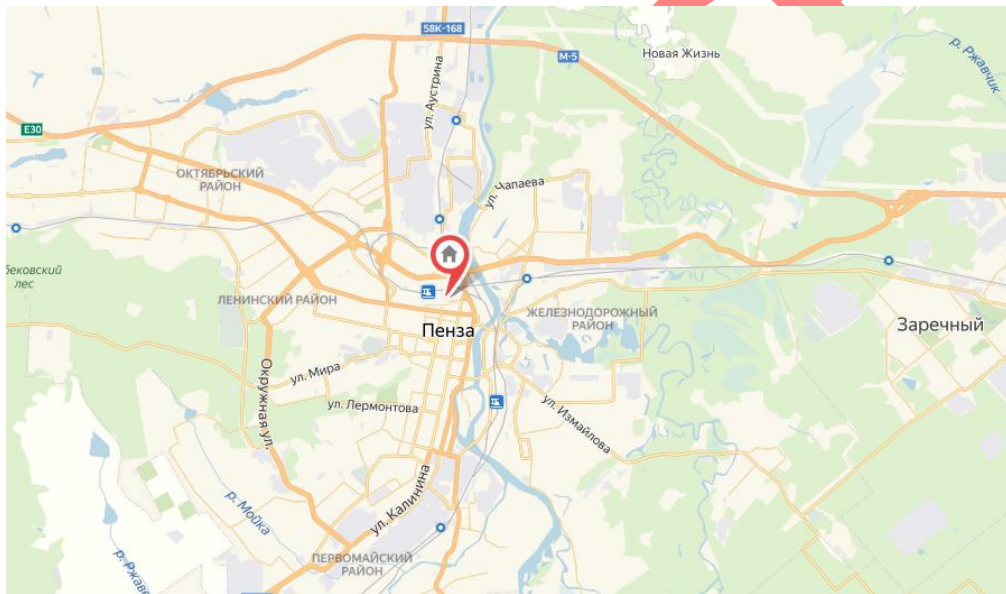 58К-168
М-5
Новая Жизнь
р. Ржавчик
ул. Аустрина
E30
ОКТЯБРЬСКИЙ
РАЙОН
ул. Чапаева
бековский
лес
ЛЕНИНСКИЙ РАЙОН
ЖЕЛЕЗНОДОРОЖНЫЙ
РАЙОН
Пенза
Заречный
ул. Мира
Окружная ул.
ул. Лермонтова
ул. Измайлова
р. Мойка
ул. Калинина
ПЕРВОМАЙСКИЙ
РАЙОН
р. Ржаве